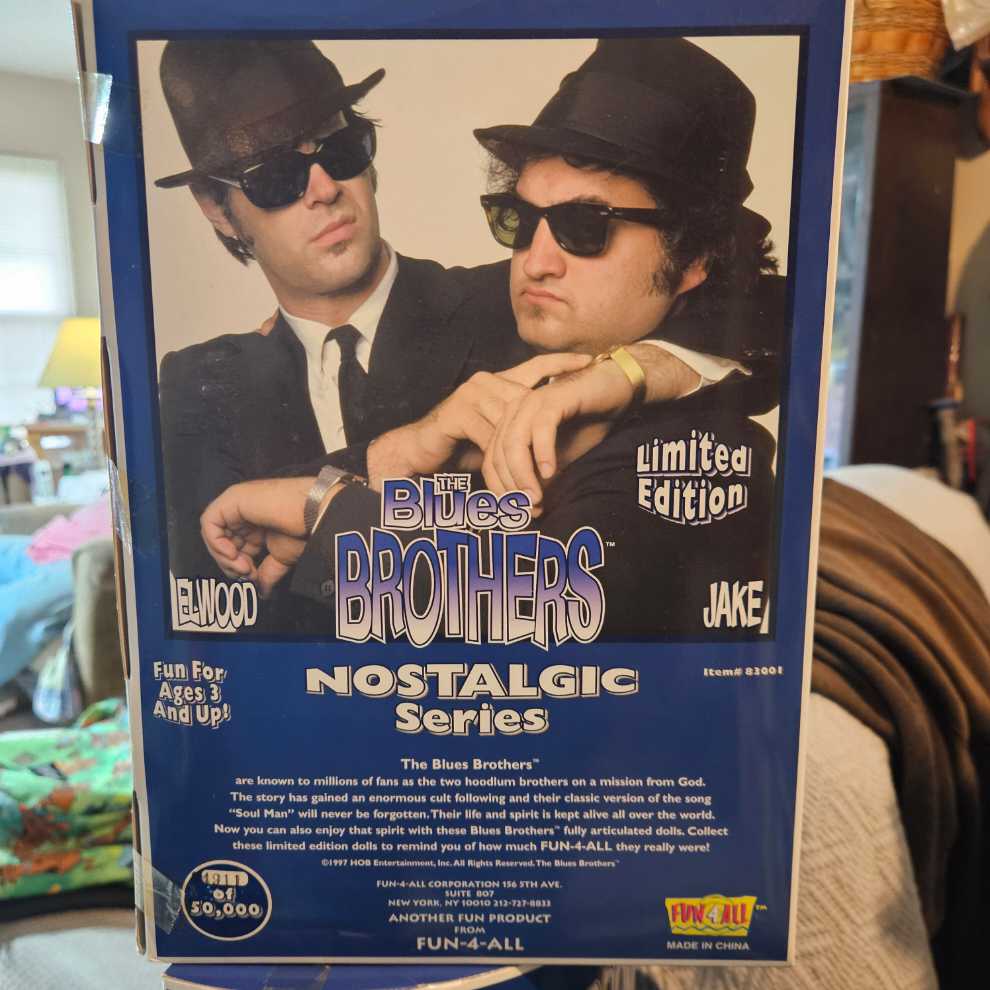 Limited
Edition
THE
Blues
BROTHERS™
ELWOOD
JAKE
Fun For
Ages 3
And Up!
NOSTALGIC
Series
Item# 83001
The Blues Brothers™
are known to millions of fans as the two hoodlum brothers on a mission from God.
The story has gained an enormous cult following and their classic version of the song
"Soul Man" will never be forgotten. Their life and spirit is kept alive all over the world.
Now you can also enjoy that spirit with these Blues Brothers™ fully articulated dolls. Collect
these limited edition dolls to remind you of how much FUN-4-ALL they really were!
©1997 HOB Entertainment, Inc. All Rights Reserved. The Blues Brothers™
of
50,000
FUN-4-ALL CORPORATION 156 5TH AVE.
SUITE 807
NEW YORK, NY 10010 212-727-8833
ANOTHER FUN PRODUCT
FROM
FUN-4-ALL
FUN 4 ALL™
MADE IN CHINA